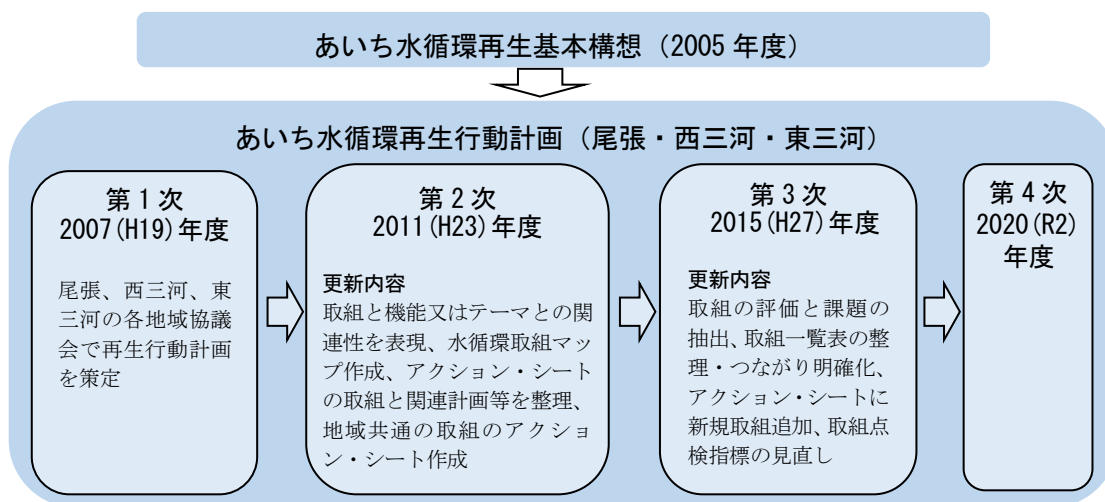 あいち水循環再生基本構想（2005 年度）
あいち水循環再生行動計画（尾張・西三河・東三河）
第１次
2007(H19)年度
尾張、西三河、東
三河の各地域協議
会で再生行動計画
を策定
第２次
2011(H23)年度
更新内容
取組と機能又はテーマとの関
連性を表現、水循環取組マッ
プ作成、アクション・シート
の取組と関連計画等を整理、
地域共通の取組のアクショ
ン・シート作成
第３次
2015(H27)年度
更新内容
取組の評価と課題の
抽出、取組一覧表の整
理・つながり明確化、
アクション・シートに
新規取組追加、取組点
検指標の見直し
第４次
2020(R2)
年度